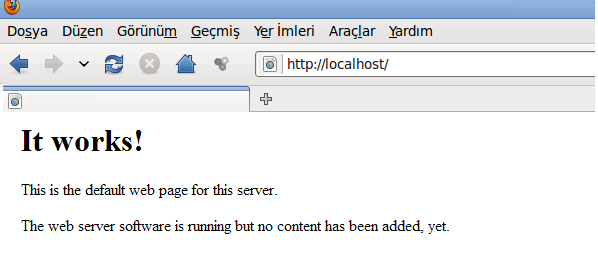 Dosya Düzen Görünüm Geçmiş Yer İmleri Araçlar Yardım
http://localhost/
It works!
This is the default web page for this server.
The web server software is running but no content has been added, yet.